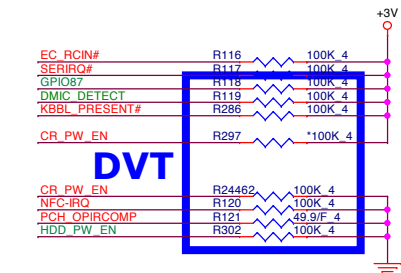 +3V
EC_RCIN# R116 100K_4
SERIRQ# R117 100K_4
GPIO87 R118 100K_4
DMIC_DETECT R119 100K_4
KBBL_PRESENT# R286 100K_4
CR_PW_EN R297 *100K_4
DVT
CR_PW_EN R24462 100K_4
NFC-IRQ R120 100K_4
PCH_OPIRCOMP R121 49.9/F_4
HDD_PW_EN R302 100K_4